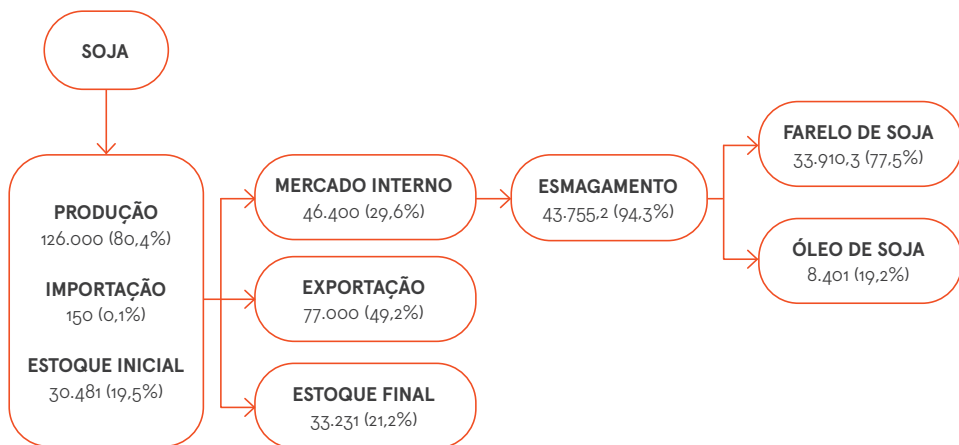 SOJA
PRODUÇÃO
126.000 (80,4%)
IMPORTAÇÃO
150 (0,1%)
ESTOQUE INICIAL
30.481 (19,5%)
MERCADO INTERNO
46.400 (29,6%)
EXPORTAÇÃO
77.000 (49,2%)
ESTOQUE FINAL
33.231 (21,2%)
ESMAGAMENTO
43.755,2 (94,3%)
FARELO DE SOJA
33.910,3 (77,5%)
ÓLEO DE SOJA
8.401 (19,2%)